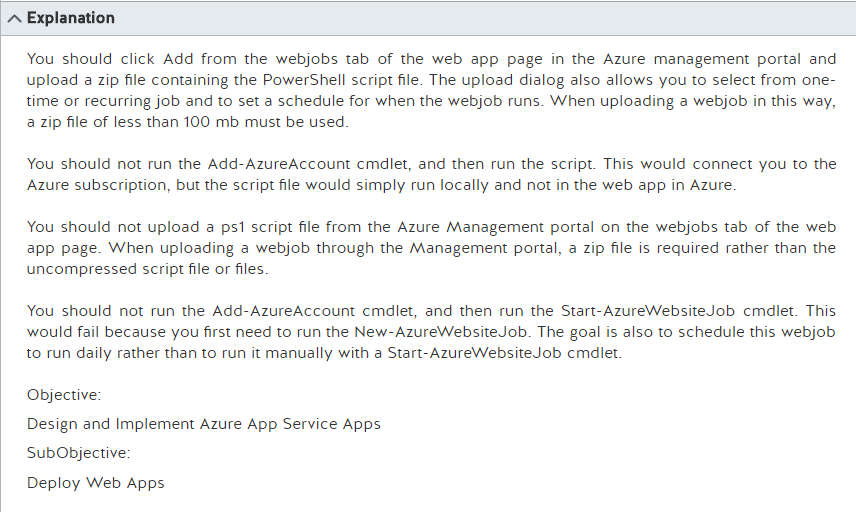 Explanation
You should click Add from the webjobs tab of the web app page in the Azure management portal and
upload a zip file containing the PowerShell script file. The upload dialog also allows you to select from one-
time or recurring job and to set a schedule for when the webjob runs. When uploading a webjob in this way,
a zip file of less than 100 mb must be used.
You should not run the Add-AzureAccount cmdlet, and then run the script. This would connect you to the
Azure subscription, but the script file would simply run locally and not in the web app in Azure.
You should not upload a ps1 script file from the Azure Management portal on the webjobs tab of the web
app page. When uploading a webjob through the Management portal, a zip file is required rather than the
uncompressed script file or files.
You should not run the Add-AzureAccount cmdlet, and then run the Start-AzureWebsiteJob cmdlet. This
would fail because you first need to run the New-AzureWebsiteJob. The goal is also to schedule this webjob
to run daily rather than to run it manually with a Start-AzureWebsiteJob cmdlet.
Objective:
Design and Implement Azure App Service Apps
SubObjective:
Deploy Web Apps